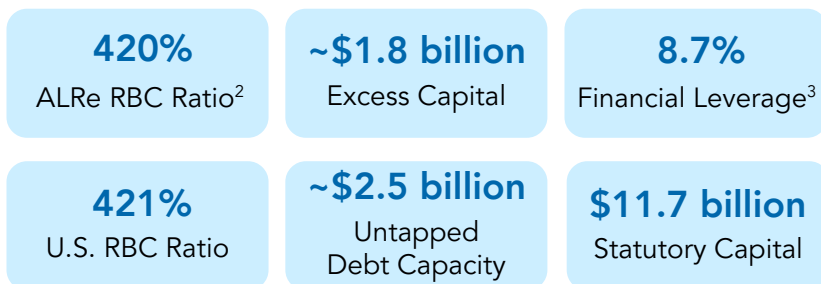 420%
ALRe RBC Ratio²
~$1.8 billion
Excess Capital
8.7%
Financial Leverage³
421%
U.S. RBC Ratio
~$2.5 billion
Untapped
Debt Capacity
$11.7 billion
Statutory Capital